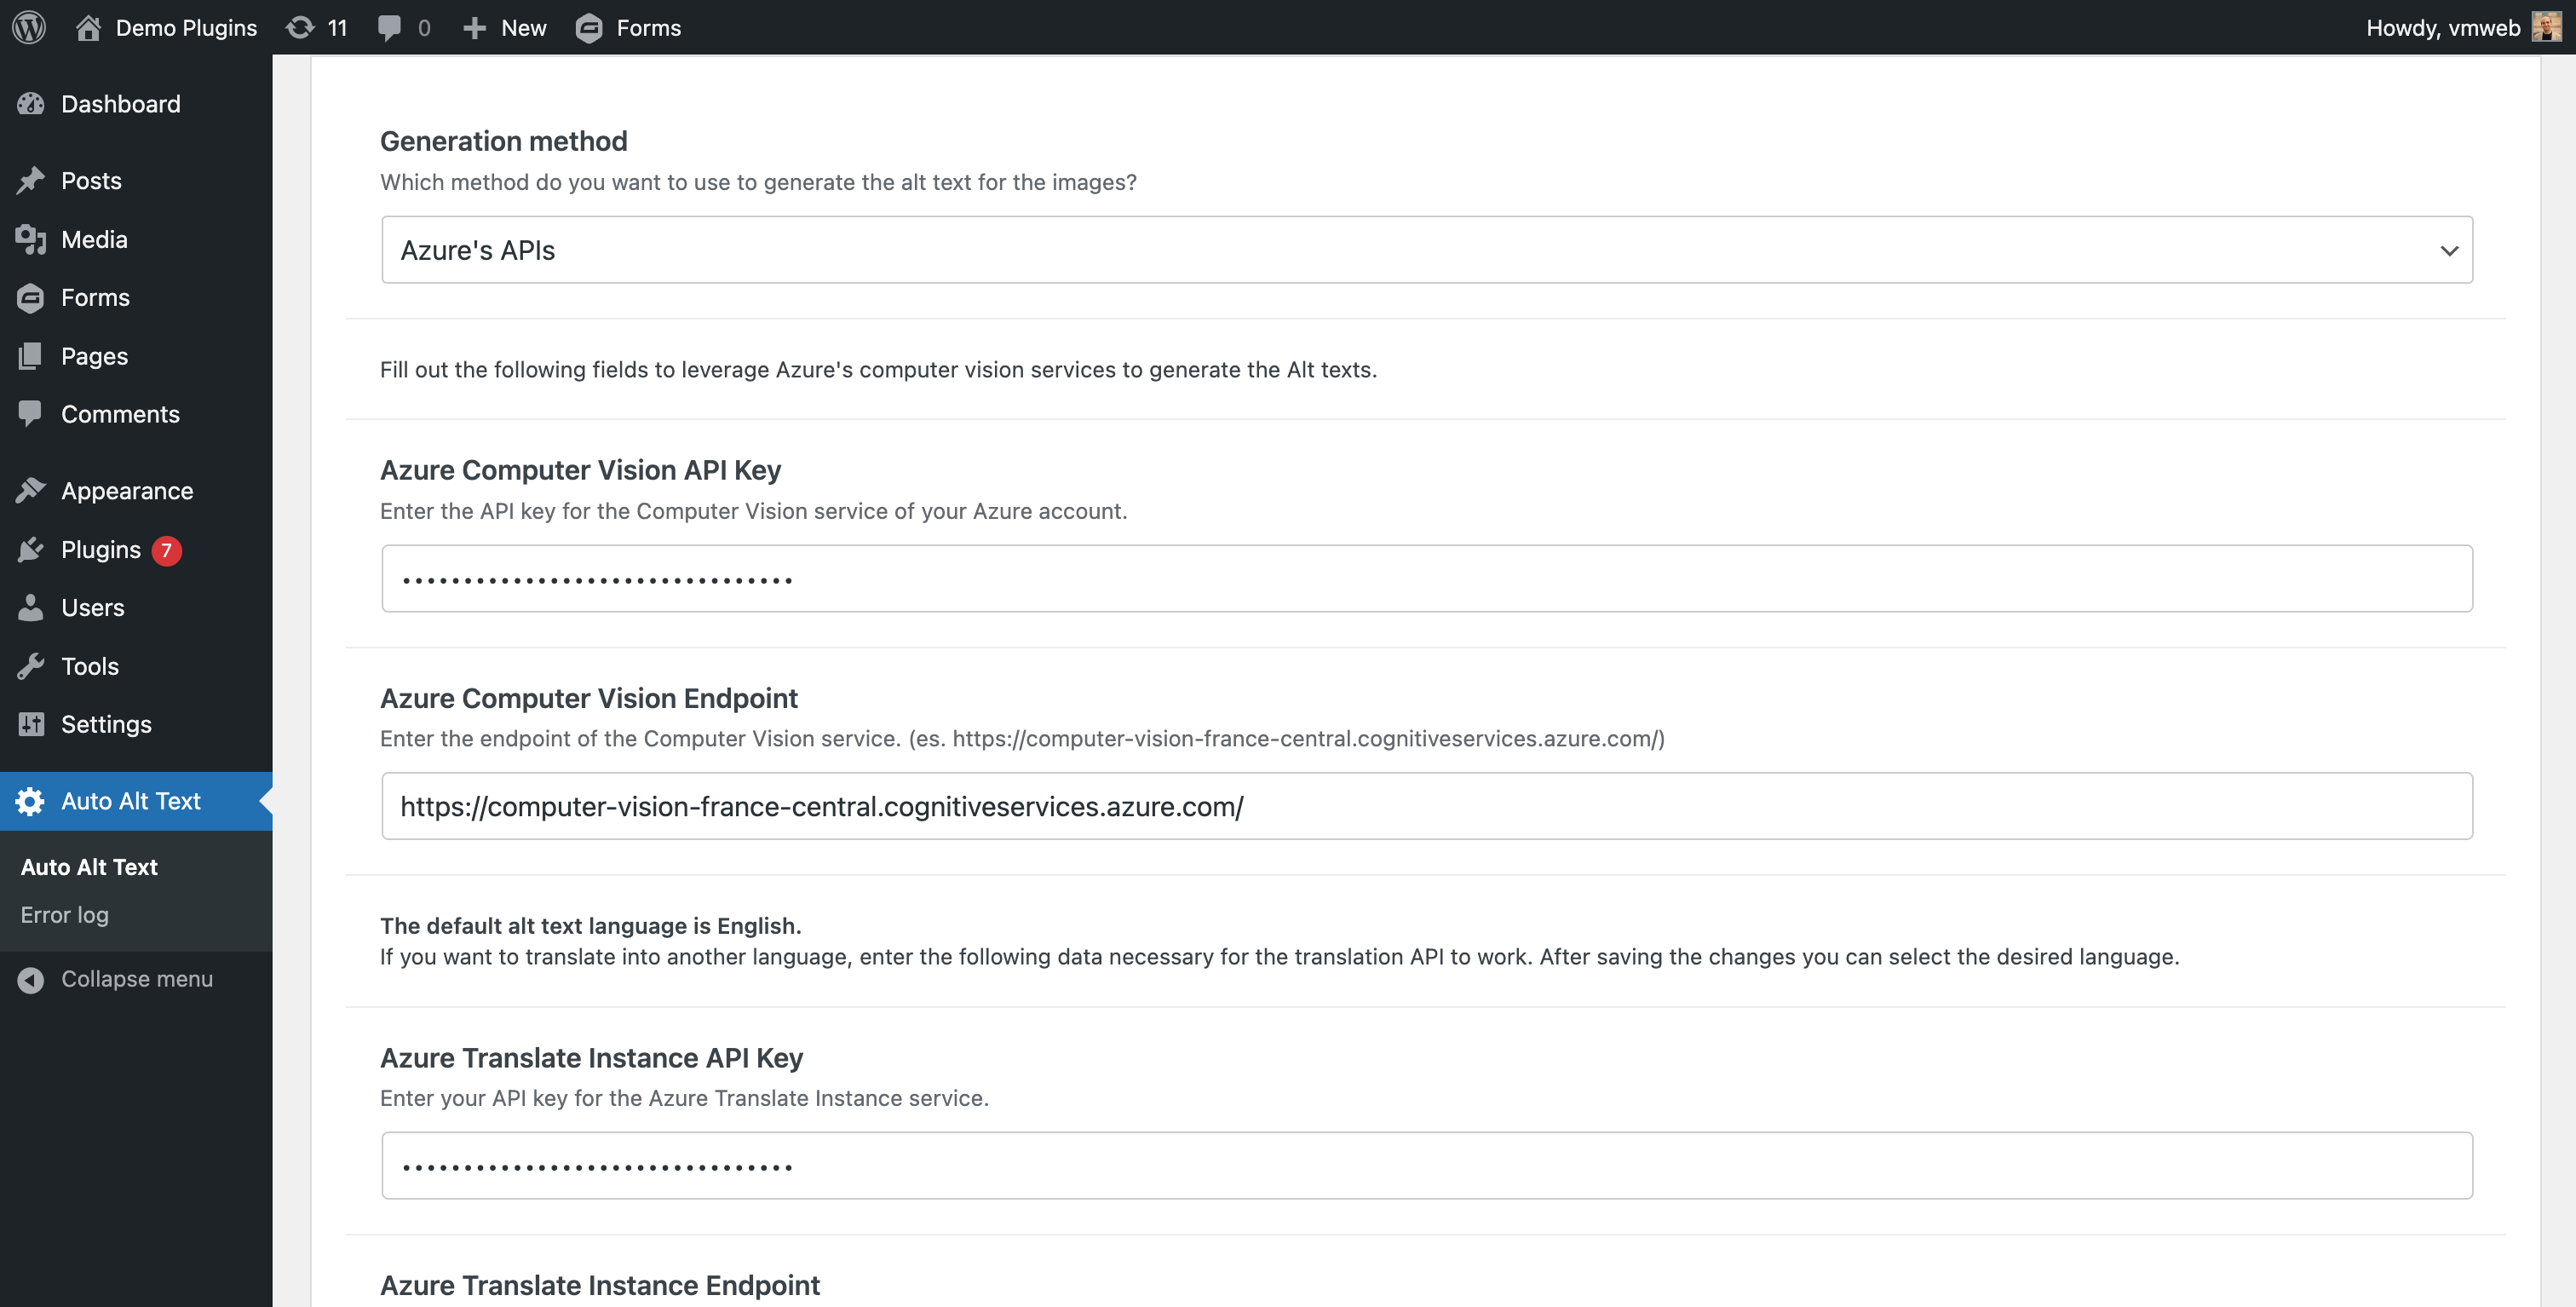 Demo Plugins 11 0 New Forms Howdy, vmweb
Dashboard
Posts
Media
Forms
Pages
Comments
Appearance
Plugins 7
Users
Tools
Settings
Auto Alt Text
Auto Alt Text
Error log
Collapse menu
Generation method
Which method do you want to use to generate the alt text for the images?
Azure's APIs
Fill out the following fields to leverage Azure's computer vision services to generate the Alt texts.
Azure Computer Vision API Key
Enter the API key for the Computer Vision service of your Azure account.
••••••••••••••••••••••••••••••••
Azure Computer Vision Endpoint
Enter the endpoint of the Computer Vision service. (es. https://computer-vision-france-central.cognitiveservices.azure.com/)
https://computer-vision-france-central.cognitiveservices.azure.com/
The default alt text language is English.
If you want to translate into another language, enter the following data necessary for the translation API to work. After saving the changes you can select the desired language.
Azure Translate Instance API Key
Enter your API key for the Azure Translate Instance service.
••••••••••••••••••••••••••••••••
Azure Translate Instance Endpoint